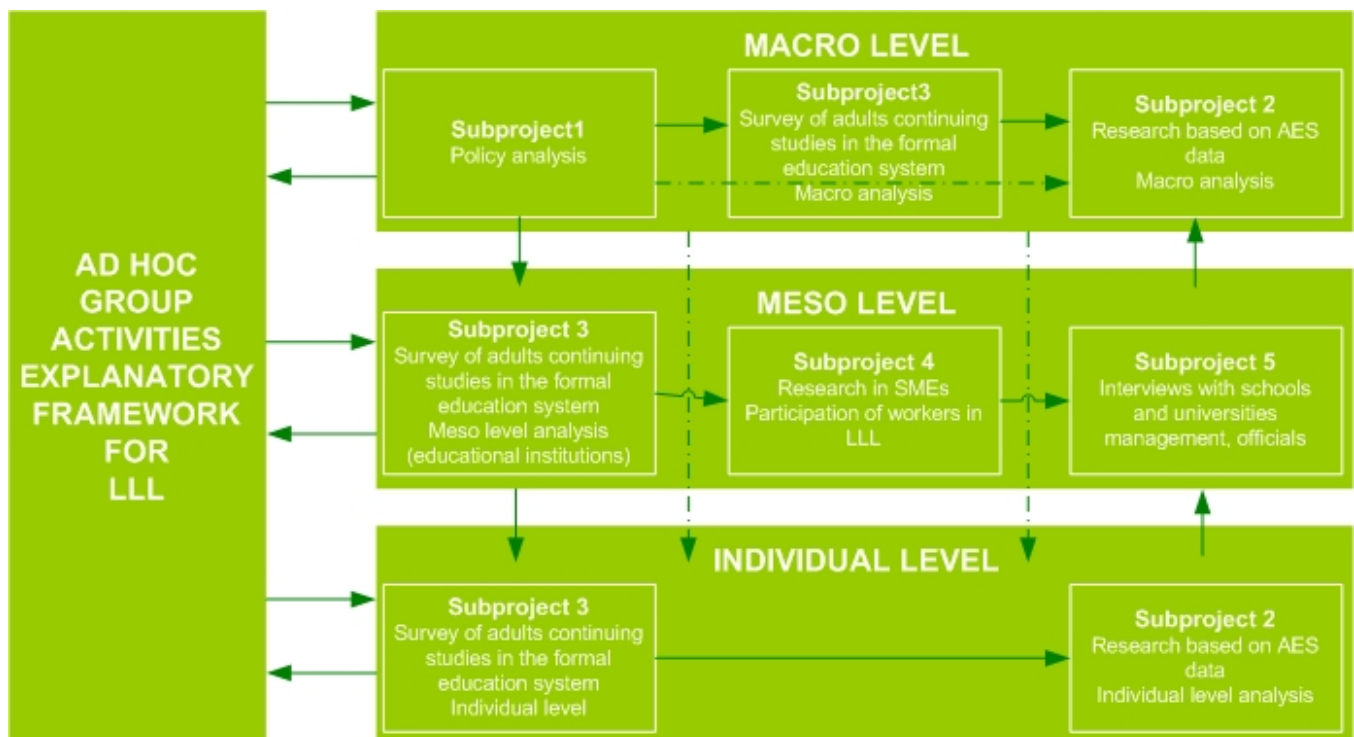 AD HOC
GROUP
ACTIVITIES
EXPLANATORY
FRAMEWORK
FOR
LLL
MACRO LEVEL
Subproject1
Policy analysis
Subproject3
Survey of adults continuing
studies in the formal
education system
Macro analysis
Subproject 2
Research based on AES
data
Macro analysis
MESO LEVEL
Subproject 3
Survey of adults continuing
studies in the formal
education system
Meso level analysis
(educational institutions)
Subproject 4
Research in SMEs
Participation of workers in
LLL
Subproject 5
Interviews with schools
and universities
management, officials
INDIVIDUAL LEVEL
Subproject 3
Survey of adults continuing
studies in the formal
education system
Individual level
Subproject 2
Research based on AES
data
Individual level analysis